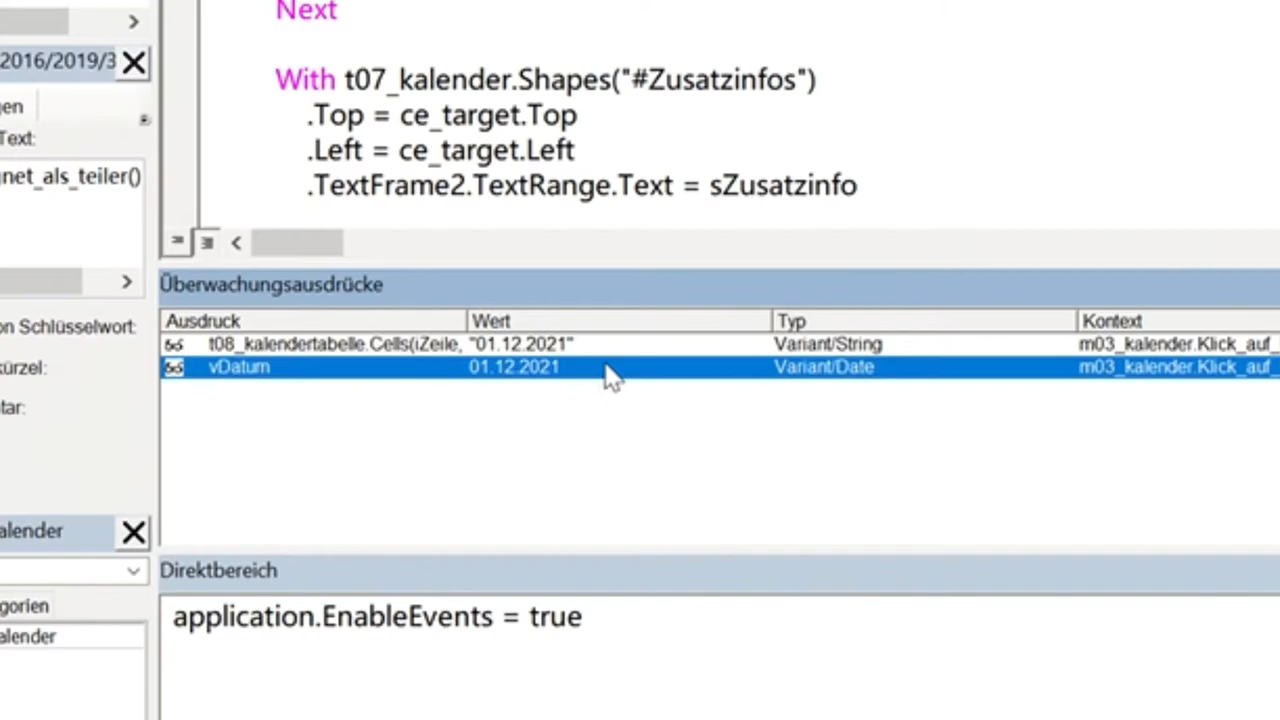 Next
With t07_kalender.Shapes("#Zusatzinfos")
.Top = ce_target.Top
.Left = ce_target.Left
.TextFrame2.TextRange.Text = sZusatzinfo
2016/2019/3
en
Text:
net_als_teiler()
on Schlüsselwort:
kürzel:
tar:
Überwachungsausdrücke
Ausdruck Wert Typ Kontext
t08_kalendertabelle.Cells(iZeile, "01.12.2021" Variant/String m03_kalender.Klick_auf_
vDatum 01.12.2021 Variant/Date m03_kalender.Klick_auf_
alender
gorien
alender
Direktbereich
application.EnableEvents = true